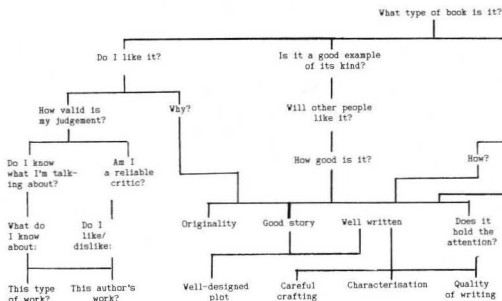 What type of book is it?
Do I like it?
Is it a good example
of its kind?
How valid is
my judgement?
Why?
Will other people
like it?
Do I know
what I'm talk-
ing about?
Am I
a reliable
critic?
How good is it?
How?
What do
I know
about:
Do I
like/
dislike:
Originality
Good story
Well written
Does it
hold the
attention?
This type
of work?
This author's
work?
Well-designed
plot
Careful
crafting
Characterisation
Quality
of writing